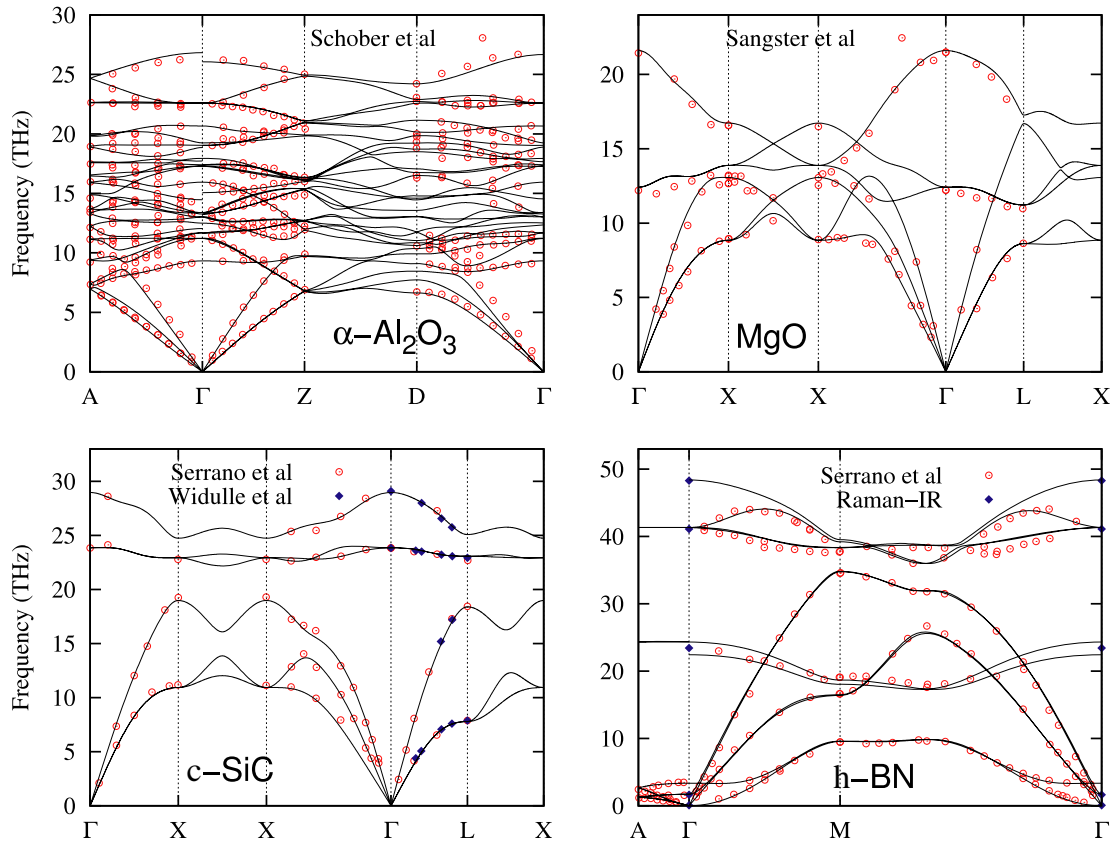 30
25
20
15
10
5
0
Frequency (THz)
Schober et al
α−Al₂O₃
A Γ Z D Γ
20
15
10
5
0
Sangster et al
MgO
Γ X X Γ L X
30
25
20
15
10
5
0
Frequency (THz)
Serrano et al
Widulle et al
c−SiC
Γ X X Γ L X
50
40
30
20
10
0
Serrano et al
Raman−IR
h−BN
A Γ M Γ